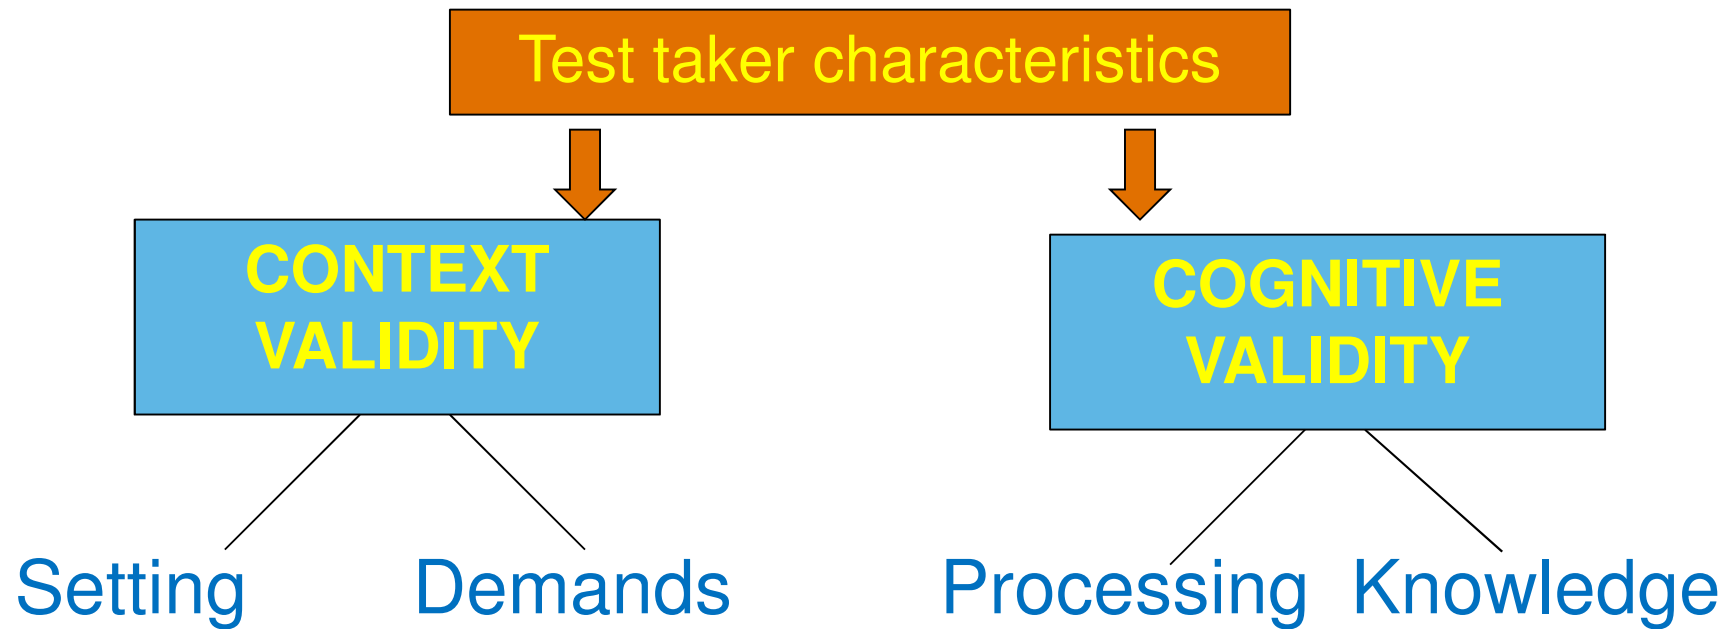 Test taker characteristics
CONTEXT
VALIDITY
COGNITIVE
VALIDITY
Setting
Demands
Processing
Knowledge